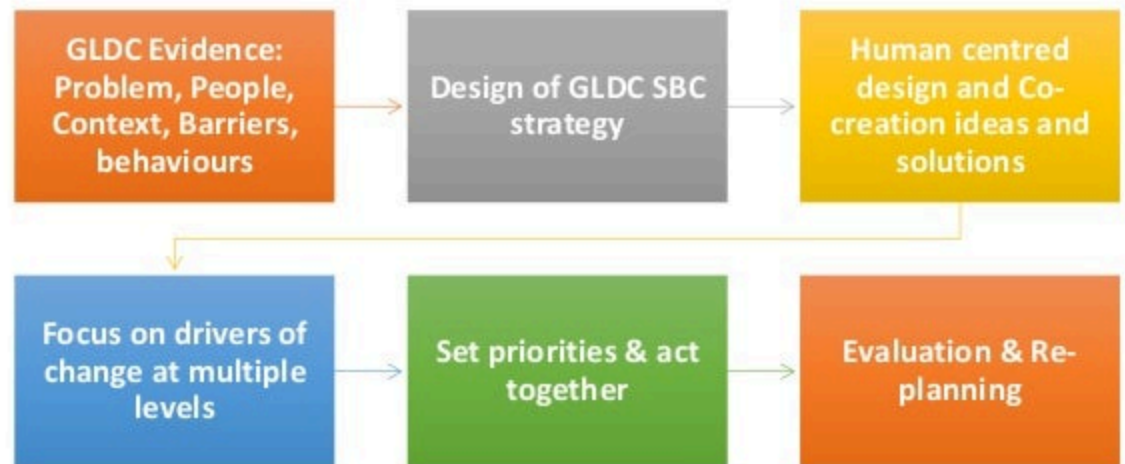 GLDC Evidence:
Problem, People,
Context, Barriers,
behaviours
Design of GLDC SBC
strategy
Human centred
design and Co-
creation ideas and
solutions
Focus on drivers of
change at multiple
levels
Set priorities & act
together
Evaluation & Re-
planning